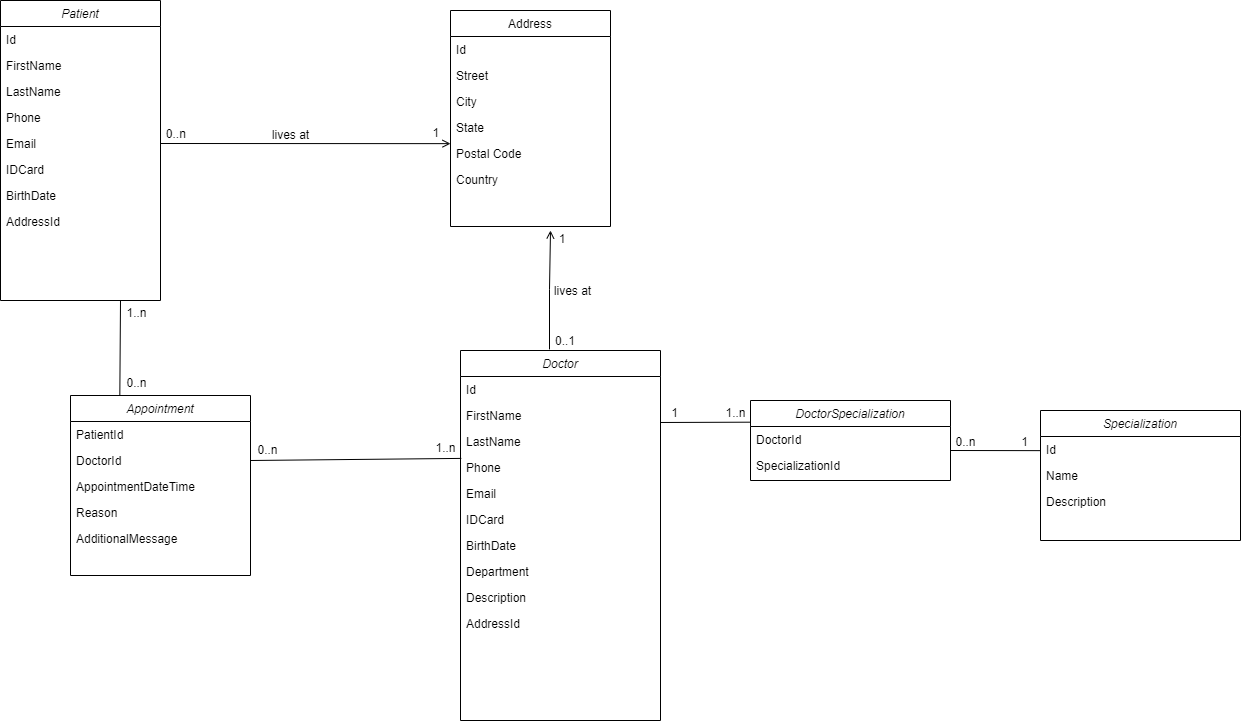 Patient
Id
FirstName
LastName
Phone
Email
IDCard
BirthDate
AddressId
Address
Id
Street
City
State
Postal Code
Country
0..n
lives at
1
1
lives at
0..1
1..n
0..n
Appointment
PatientId
DoctorId
AppointmentDateTime
Reason
AdditionalMessage
0..n
1..n
Doctor
Id
FirstName
LastName
Phone
Email
IDCard
BirthDate
Department
Description
AddressId
1
1..n
DoctorSpecialization
DoctorId
SpecializationId
0..n
1
Specialization
Id
Name
Description